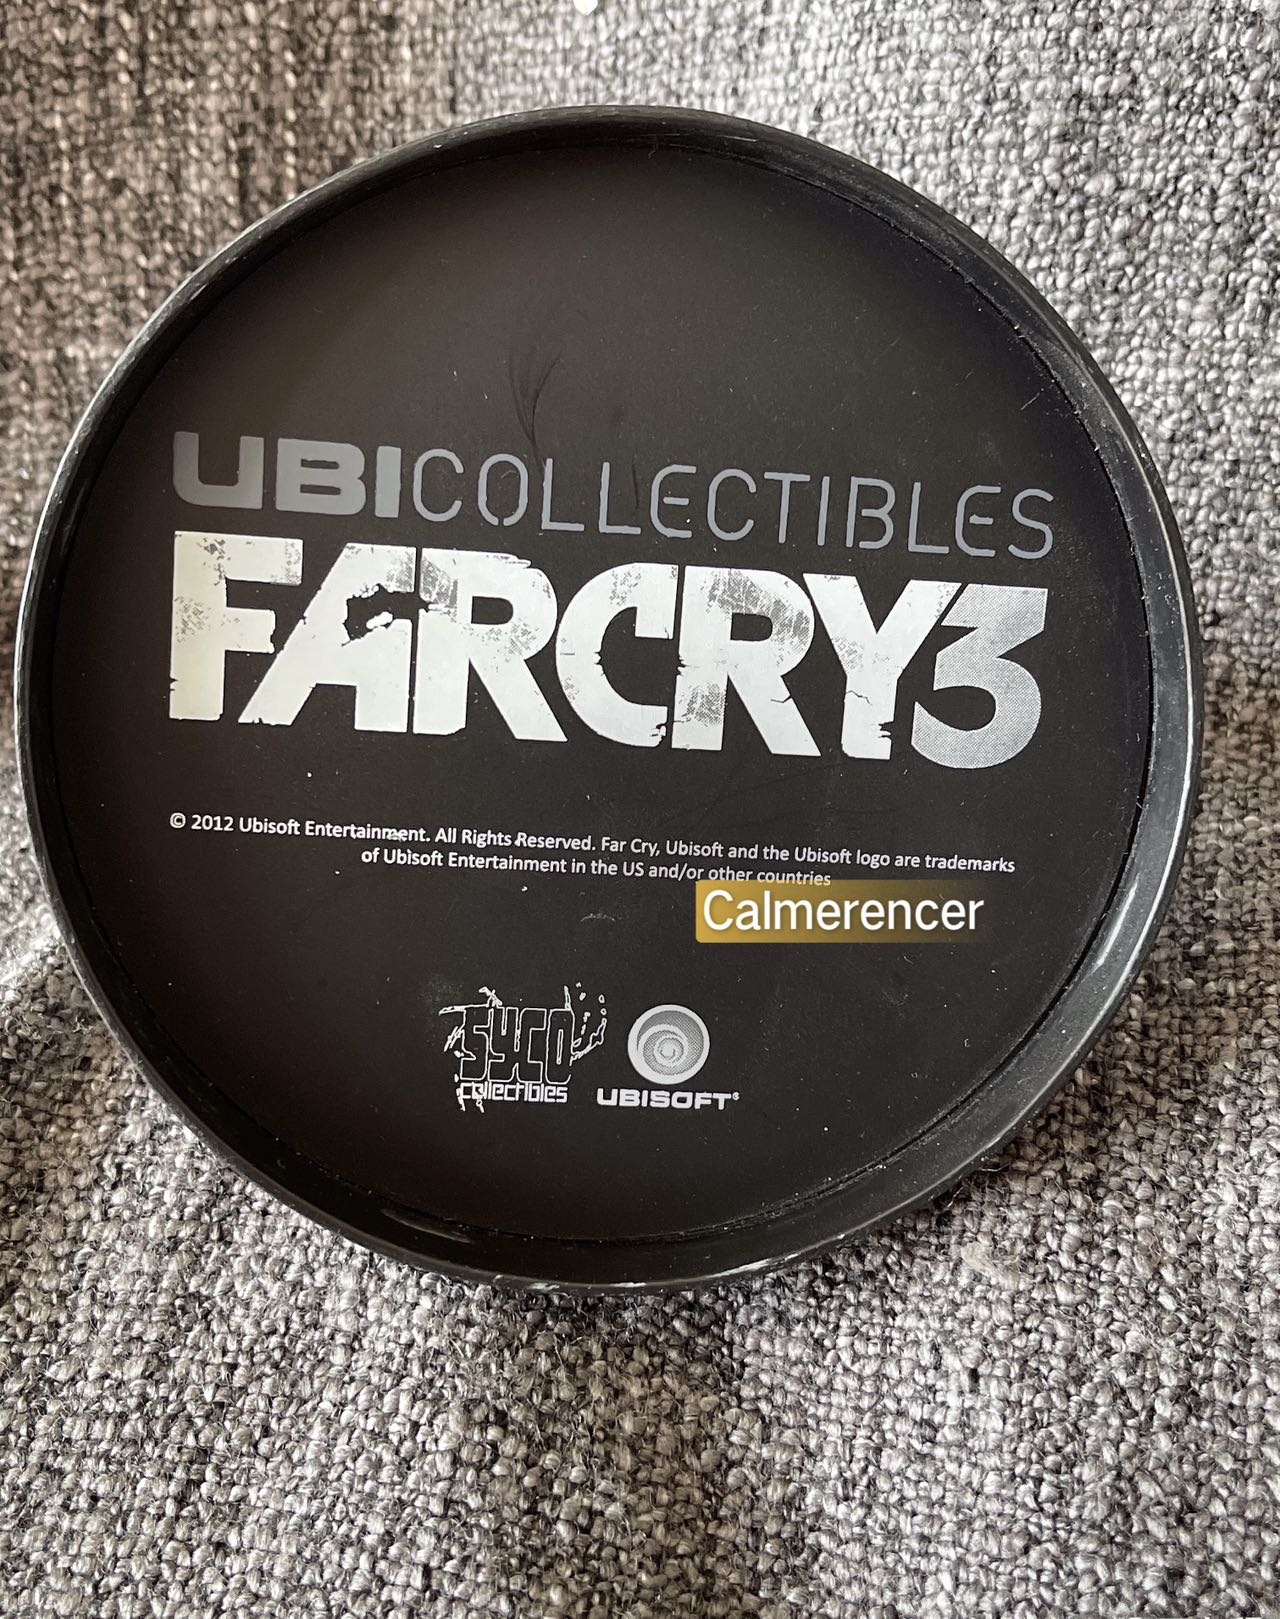 UBICOLLECTIBLES
FARCRY3
© 2012 Ubisoft Entertainment. All Rights Reserved. Far Cry, Ubisoft and the Ubisoft logo are trademarks
of Ubisoft Entertainment in the US and/or other countries
Calmerencer
SYCO
collectibles
UBISOFT®